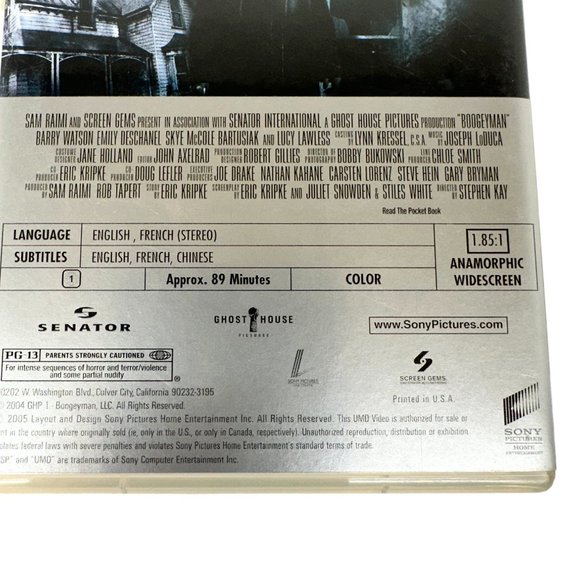 SAM RAIMI AND SCREEN GEMS PRESENT IN ASSOCIATION WITH SENATOR INTERNATIONAL A GHOST HOUSE PICTURES PRODUCTION "BOOGEYMAN"
BARRY WATSON EMILY DESCHANEL SKYE McCOLE BARTUSIAK AND LUCY LAWLESS CASTING BY LYNN KRESSEL, C.S.A. MUSIC BY JOSEPH LoDUCA
COSTUME DESIGNER JANE HOLLAND EDITOR JOHN AXELRAD PRODUCTION DESIGNER ROBERT GILLIES DIRECTOR OF PHOTOGRAPHY BOBBY BUKOWSKI LINE PRODUCER CHLOE SMITH
CO PRODUCER ERIC KRIPKE CO PRODUCER DOUG LEFLER EXECUTIVE PRODUCERS JOE DRAKE NATHAN KAHANE CARSTEN LORENZ STEVE HEIN GARY BRYMAN
PRODUCED BY SAM RAIMI ROB TAPERT STORY BY ERIC KRIPKE SCREENPLAY BY ERIC KRIPKE AND JULIET SNOWDEN & STILES WHITE DIRECTED BY STEPHEN KAY
Read The Pocket Book
LANGUAGE ENGLISH , FRENCH (STEREO)
SUBTITLES ENGLISH, FRENCH, CHINESE
1 Approx. 89 Minutes COLOR
1.85:1
ANAMORPHIC
WIDESCREEN
SENATOR
GHOST HOUSE
PICTURES
www.SonyPictures.com
PG-13 PARENTS STRONGLY CAUTIONED
For intense sequences of horror and terror/violence
and some partial nudity
SCREEN GEMS
Printed in U.S.A.
SONY
PICTURES
HOME
ENTERTAINMENT
0202 W. Washington Blvd., Culver City, California 90232-3195
© 2004 GHP 1 - Boogeyman, LLC. All Rights Reserved.
© 2005 Layout and Design Sony Pictures Home Entertainment Inc. All Rights Reserved. This UMD Video is authorized for sale or
t in the country where originally sold (ie, only in the U.S., or only in Canada, respectively). Unauthorized reproduction, distribution or exhibition
olates federal laws with severe penalties and violates Sony Pictures Home Entertainment's standard terms of trade.
SP" and "UMD" are trademarks of Sony Computer Entertainment Inc.